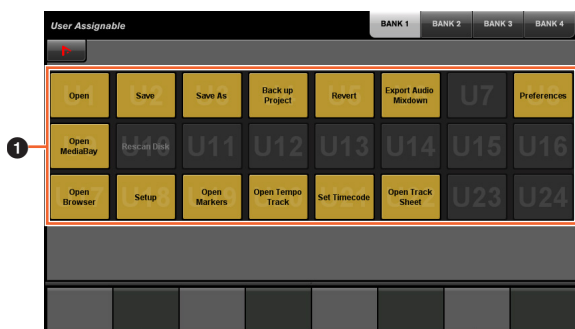 User Assignable
BANK 1 BANK 2 BANK 3 BANK 4
Open Save Save As Back up Project Revert Export Audio Mixdown U7 Preferences
1 Open MediaBay Rescan Disk U10 U11 U12 U13 U14 U15 U16
Open Browser Setup U18 Open Markers Open Tempo Track Set Timecode Open Track Sheet U23 U24